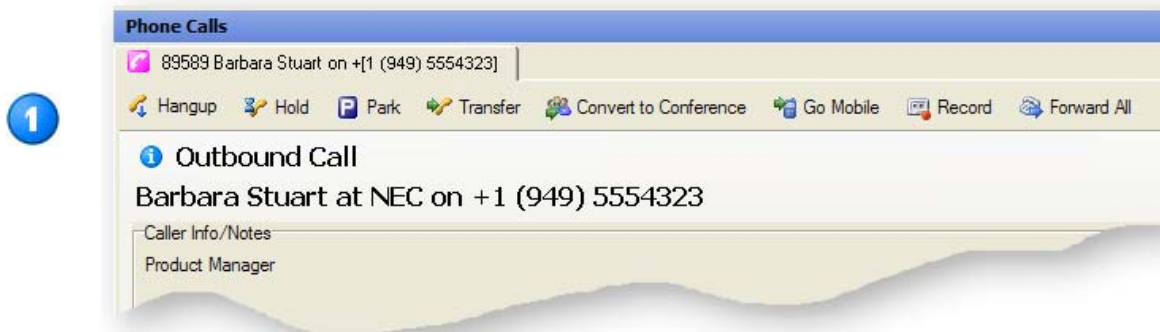 Phone Calls
89589 Barbara Stuart on +[1 (949) 5554323]
1
Hangup Hold P Park Transfer Convert to Conference Go Mobile Record Forward All
i Outbound Call
Barbara Stuart at NEC on +1 (949) 5554323
Caller Info/Notes
Product Manager